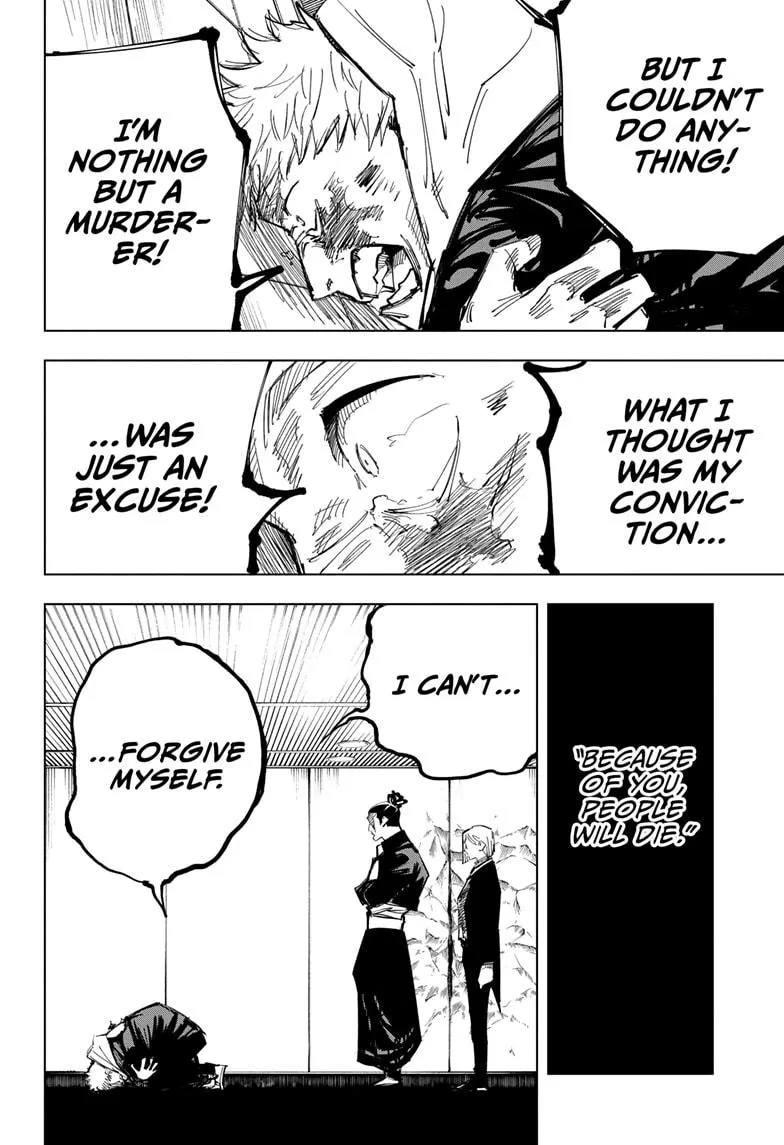 BUT I
COULDN'T
DO ANY-
THING!
I'M
NOTHING
BUT A
MURDER-
ER!
WHAT I
THOUGHT
WAS MY
CONVIC-
TION...
...WAS
JUST AN
EXCUSE!
"BECAUSE
OF YOU,
PEOPLE
WILL DIE."
I CAN'T...
...FORGIVE
MYSELF.